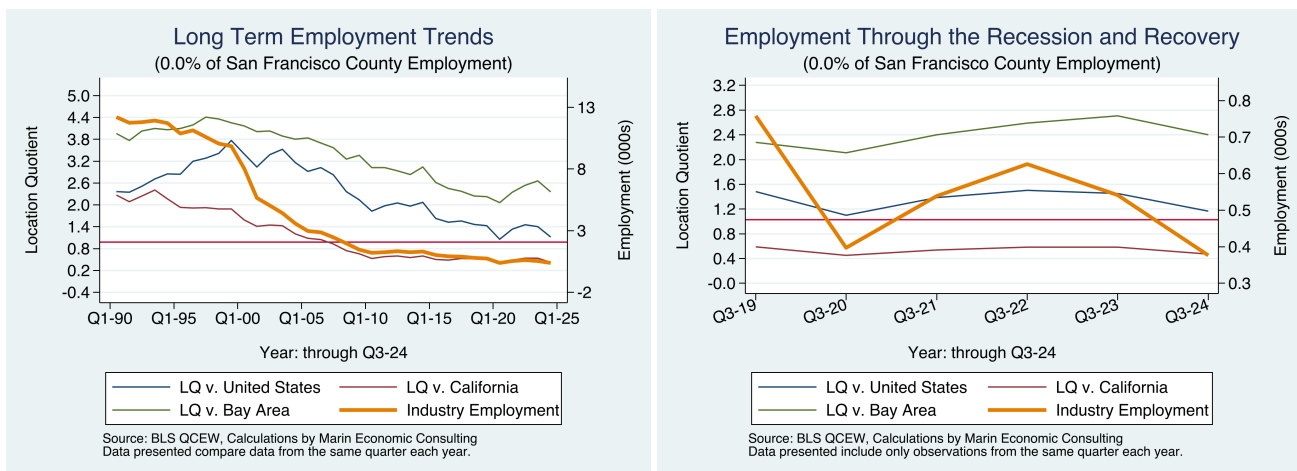 Long Term Employment Trends
(0.0% of San Francisco County Employment)
Location Quotient
5.0
4.4
3.8
3.2
2.6
2.0
1.4
0.8
0.2
-0.4
13
8
3
-2
Employment (000s)
Q1-90 Q1-95 Q1-00 Q1-05 Q1-10 Q1-15 Q1-20 Q1-25
Year: through Q3-24
LQ v. United States LQ v. California
LQ v. Bay Area Industry Employment
Source: BLS QCEW, Calculations by Marin Economic Consulting
Data presented compare data from the same quarter each year.
Employment Through the Recession and Recovery
(0.0% of San Francisco County Employment)
Location Quotient
3.2
2.8
2.4
2.0
1.6
1.2
0.8
0.4
-0.0
0.8
0.7
0.6
0.5
0.4
0.3
Employment (000s)
Q3-19 Q3-20 Q3-21 Q3-22 Q3-23 Q3-24
Year: through Q3-24
LQ v. United States LQ v. California
LQ v. Bay Area Industry Employment
Source: BLS QCEW, Calculations by Marin Economic Consulting
Data presented include only observations from the same quarter each year.